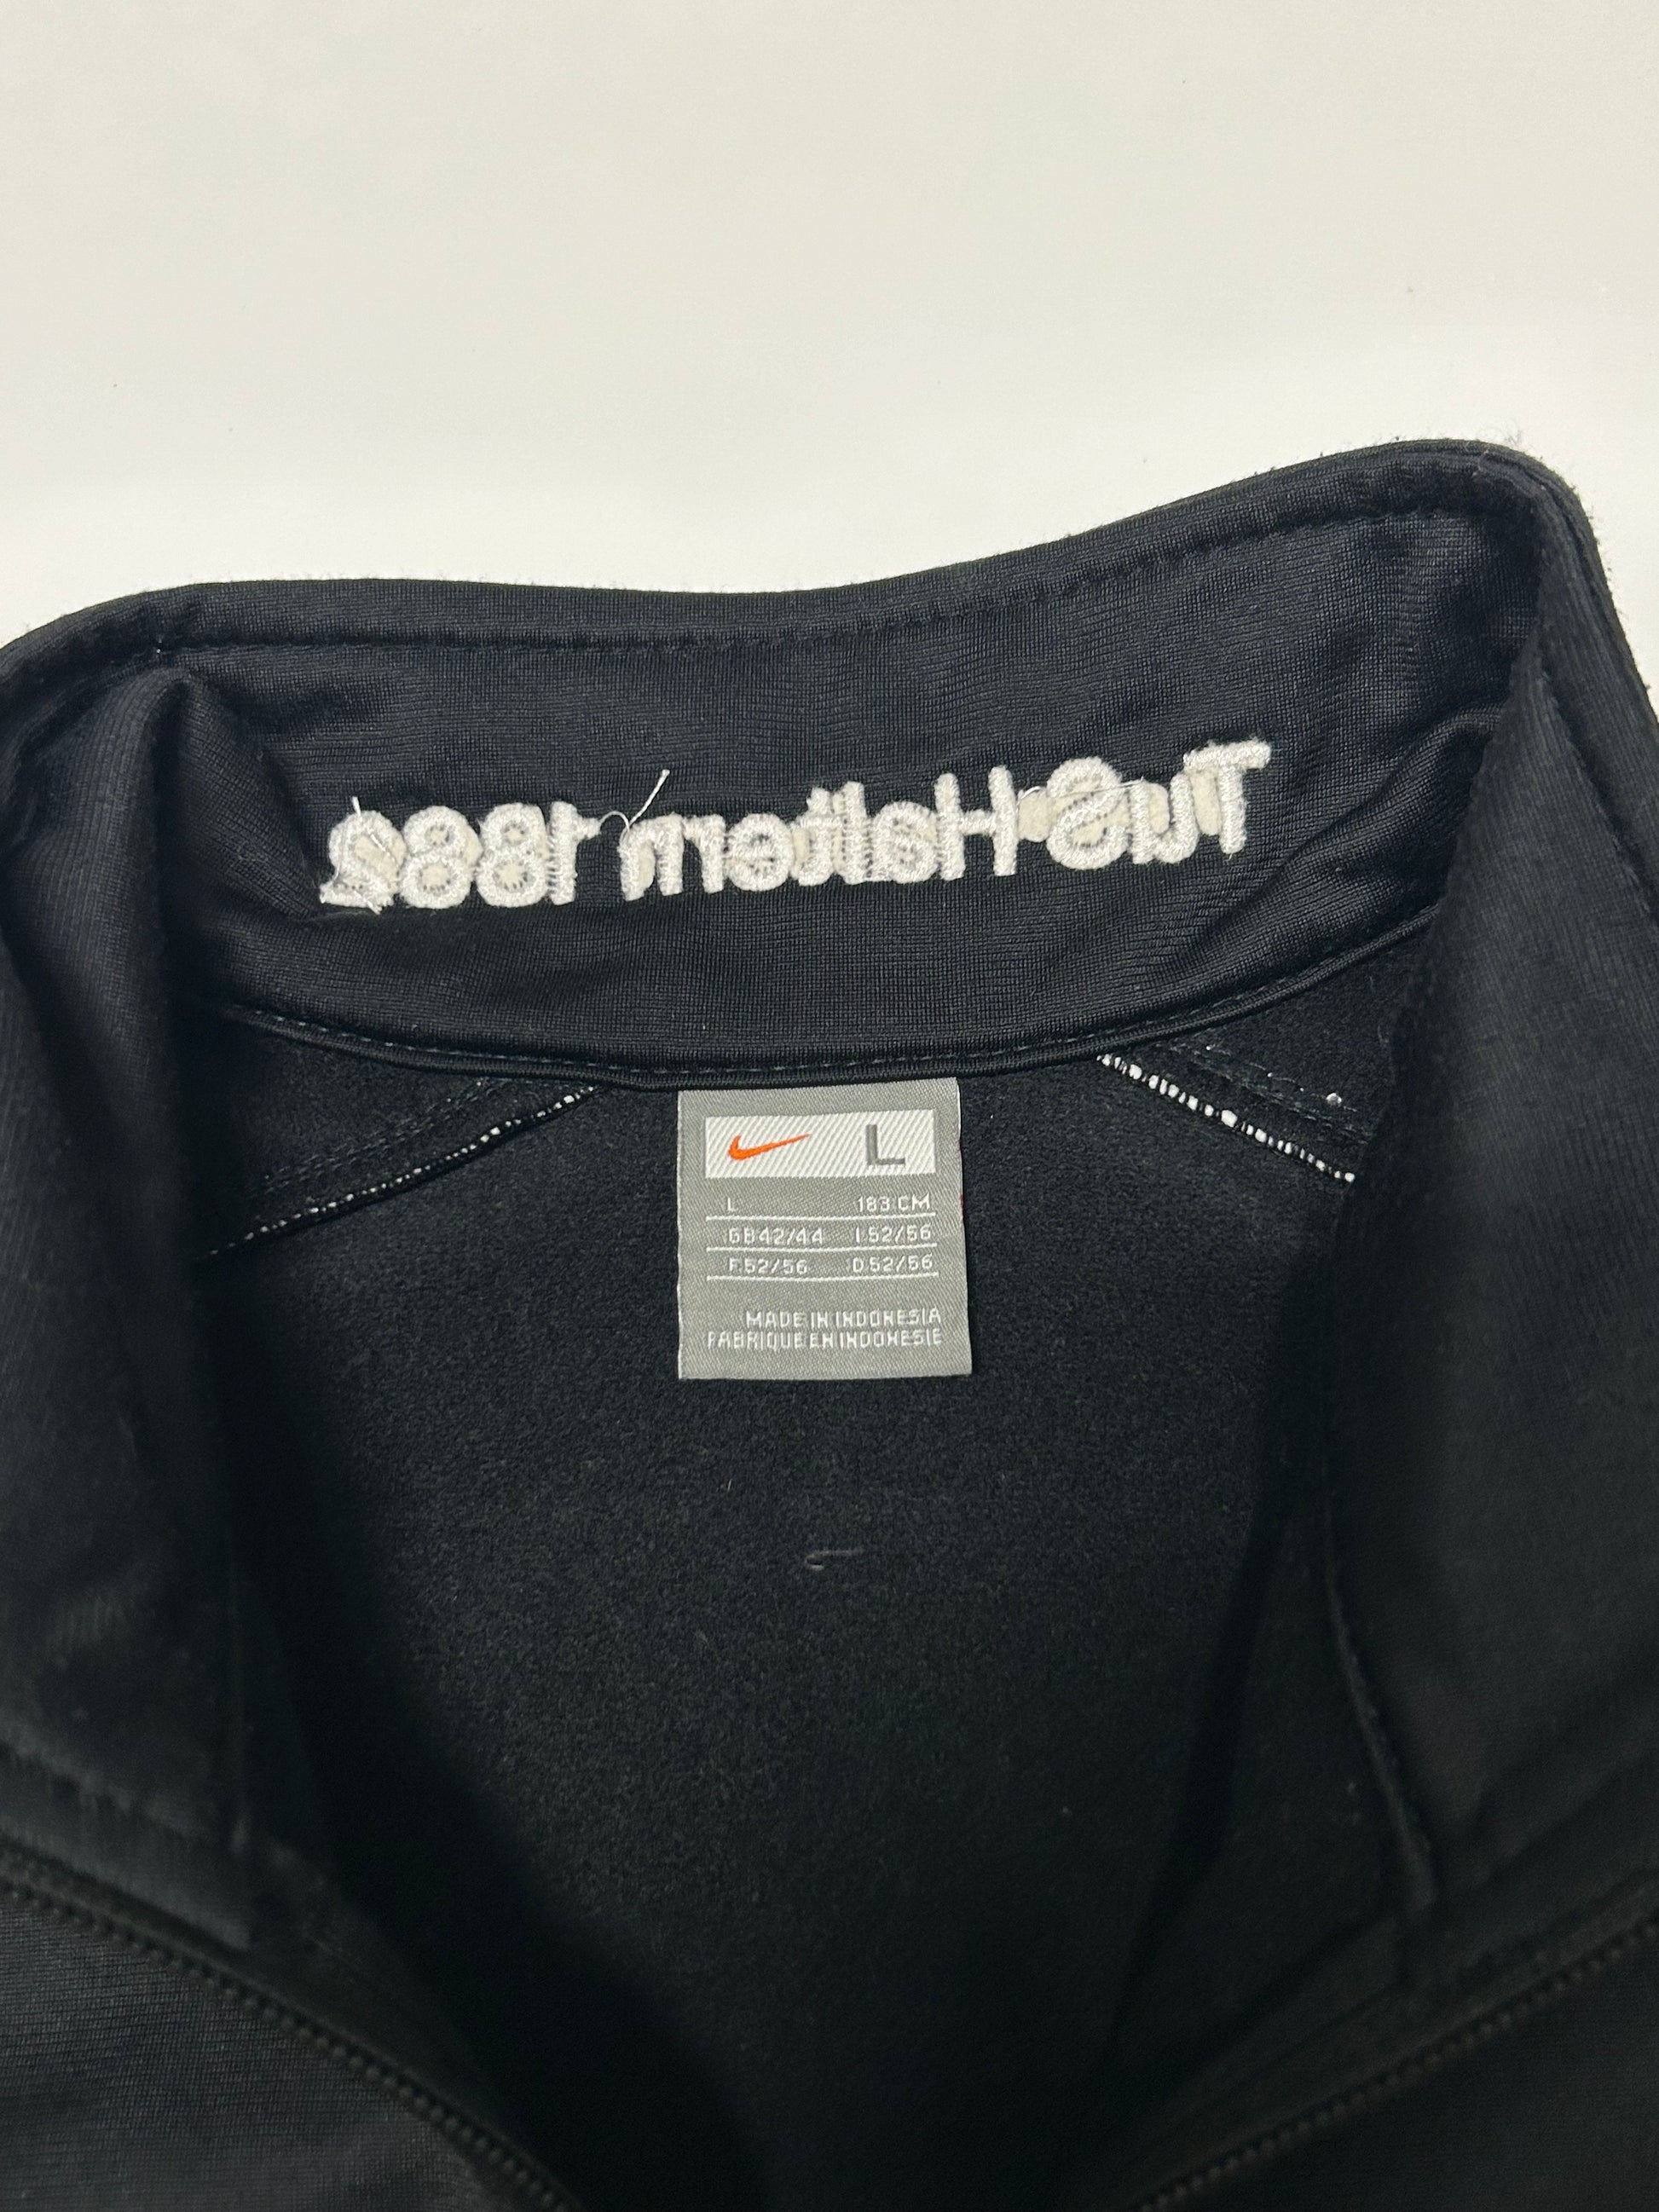 TuS Haltern 1882
L
L 183 CM
GB 42/44 I 52/56
F 52/56 D 52/56
MADE IN INDONESIA
FABRIQUE EN INDONESIE